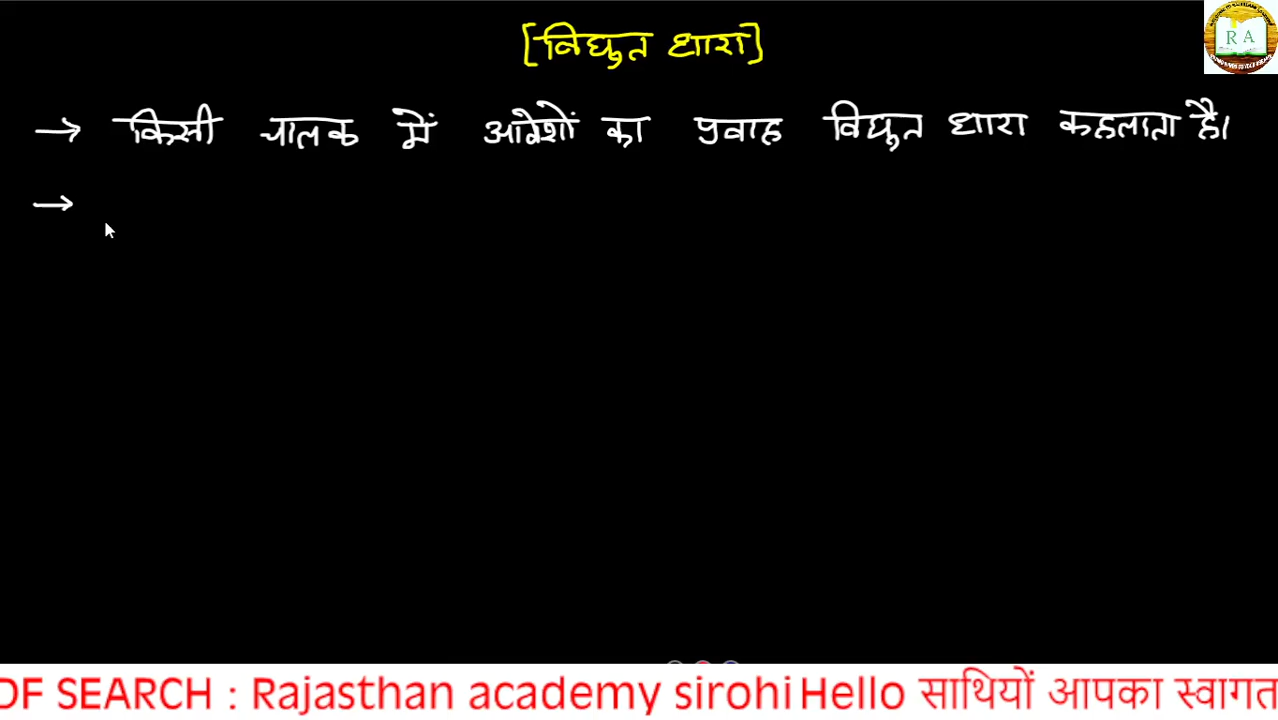 [विद्युत धारा]
R A
→ किसी चालक में आवेशों का प्रवाह विद्युत धारा कहलाता है।
→
DF SEARCH : Rajasthan academy sirohi Hello साथियों आपका स्वागत